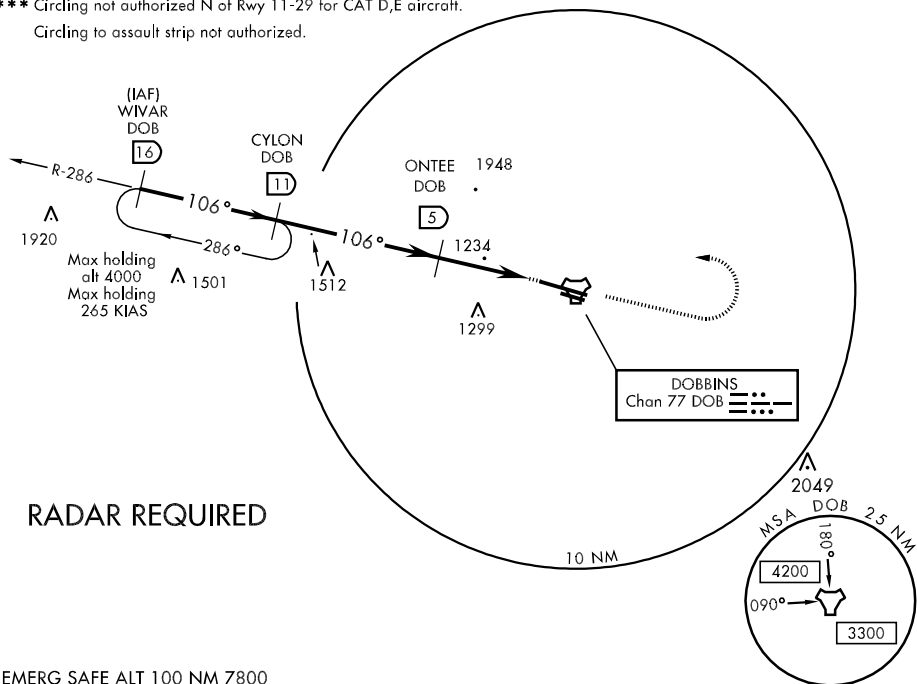 *** Circling not authorized N of Rwy 11-29 for CAT D,E aircraft.
Circling to assault strip not authorized.
(IAF)
WIVAR
DOB
16
CYLON
DOB
11
ONTEE
DOB
5
1948
R-286
106°
106°
286°
1234
1920
Max holding
alt 4000
Max holding
265 KIAS
1501
1512
1299
DOBBINS
Chan 77 DOB
2049
RADAR REQUIRED
10 NM
MSA DOB 25 NM
180°
4200
090°
3300
EMERG SAFE ALT 100 NM 7800